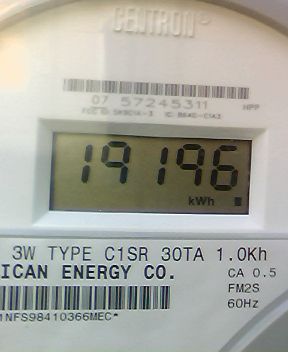 CENTRON
07 57245311
19196
kWh
3W TYPE C1SR 30TA 1.0Kh
ICAN ENERGY CO.
CA 0.5
FM2S
60Hz
1NFS98410366MEC*